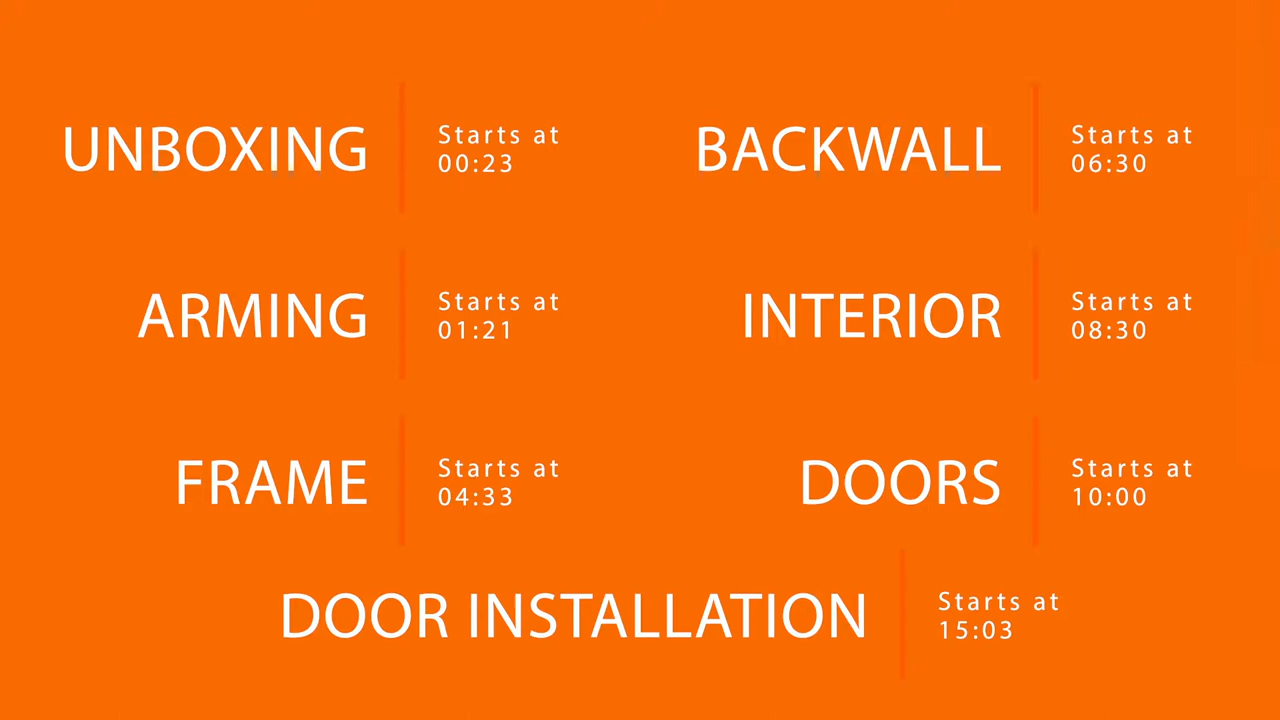 UNBOXING
Starts at
00:23
ARMING
Starts at
01:21
FRAME
Starts at
04:33
BACKWALL
Starts at
06:30
INTERIOR
Starts at
08:30
DOORS
Starts at
10:00
DOOR INSTALLATION
Starts at
15:03